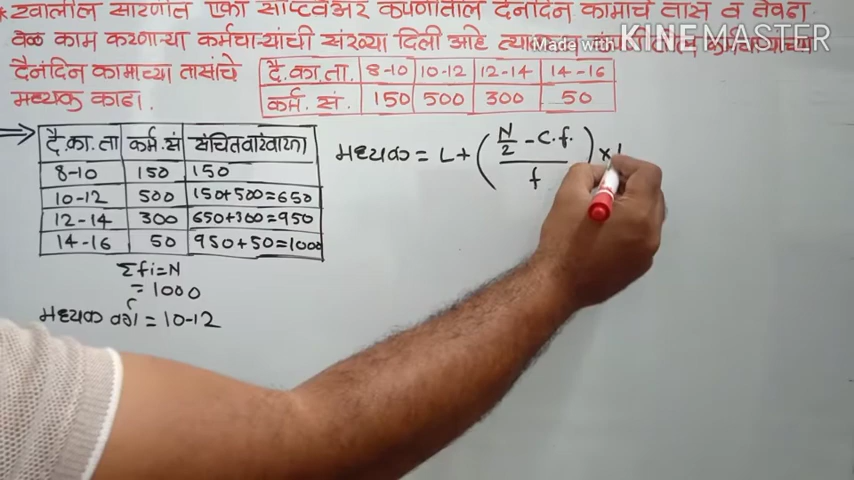 * खालील सारणीत एका सॉफ्टवेअर कंपनीतील दैनंदिन कामाचे तास व तेवढा
वेळ काम करणाऱ्या कर्मचाऱ्यांची संख्या दिली आहे
Made with KINE MASTER
दैनंदिन कामाच्या तासांचे
मध्यक काढा.
दै.का.ता. 8-10 10-12 12-14 14-16
कर्म. सं. 150 500 300 50
दै.का.ता कर्म.सं संचितवारंवारता
8-10 150 150
10-12 500 150+500=650
12-14 300 650+300=950
14-16 50 950+50=1000
Σfi=N
=1000
मध्यक वर्ग = 10-12
मध्यक = L+ ( N/2 - c.f. / f ) ×